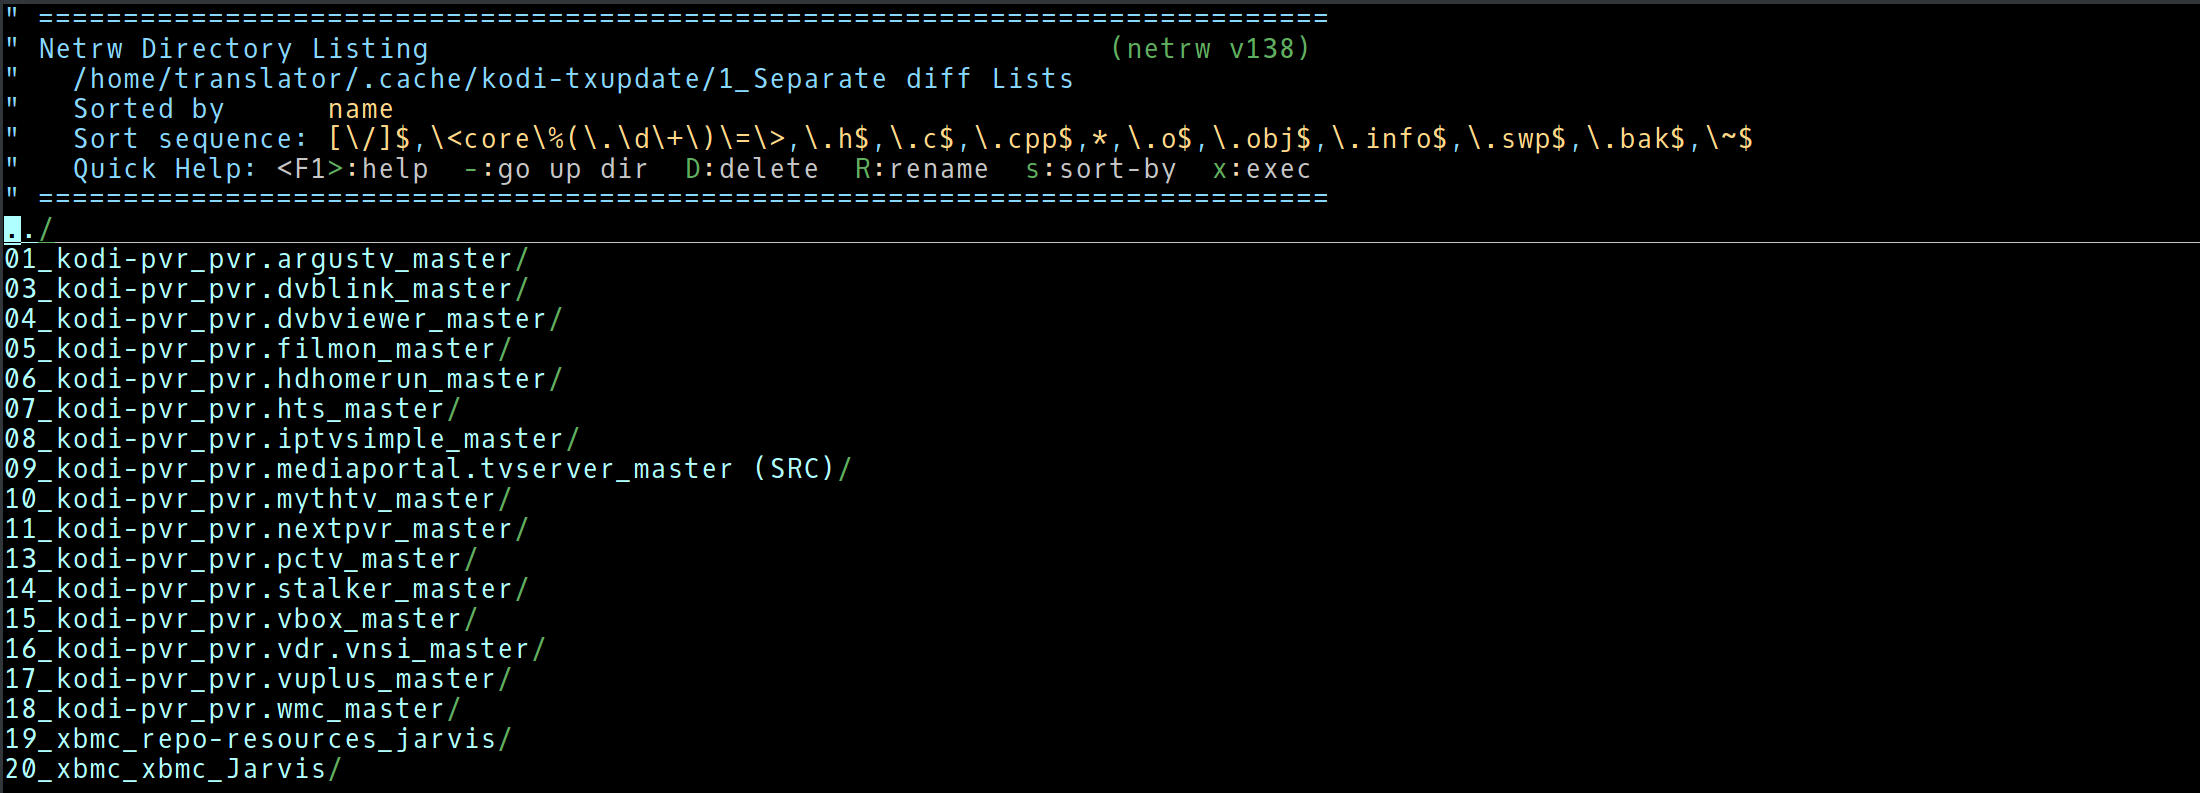 " ============================================================================
" Netrw Directory Listing                                        (netrw v138)
"   /home/translator/.cache/kodi-txupdate/1_Separate diff Lists
"   Sorted by      name
"   Sort sequence: [\/]$,\<core\%(\.\d\+\)\=\>,\.h$,\.c$,\.cpp$,*,\.o$,\.obj$,\.info$,\.swp$,\.bak$,\~$
"   Quick Help: <F1>:help  -:go up dir  D:delete  R:rename  s:sort-by  x:exec
" ============================================================================
../
01_kodi-pvr_pvr.argustv_master/
03_kodi-pvr_pvr.dvblink_master/
04_kodi-pvr_pvr.dvbviewer_master/
05_kodi-pvr_pvr.filmon_master/
06_kodi-pvr_pvr.hdhomerun_master/
07_kodi-pvr_pvr.hts_master/
08_kodi-pvr_pvr.iptvsimple_master/
09_kodi-pvr_pvr.mediaportal.tvserver_master (SRC)/
10_kodi-pvr_pvr.mythtv_master/
11_kodi-pvr_pvr.nextpvr_master/
13_kodi-pvr_pvr.pctv_master/
14_kodi-pvr_pvr.stalker_master/
15_kodi-pvr_pvr.vbox_master/
16_kodi-pvr_pvr.vdr.vnsi_master/
17_kodi-pvr_pvr.vuplus_master/
18_kodi-pvr_pvr.wmc_master/
19_xbmc_repo-resources_jarvis/
20_xbmc_xbmc_Jarvis/